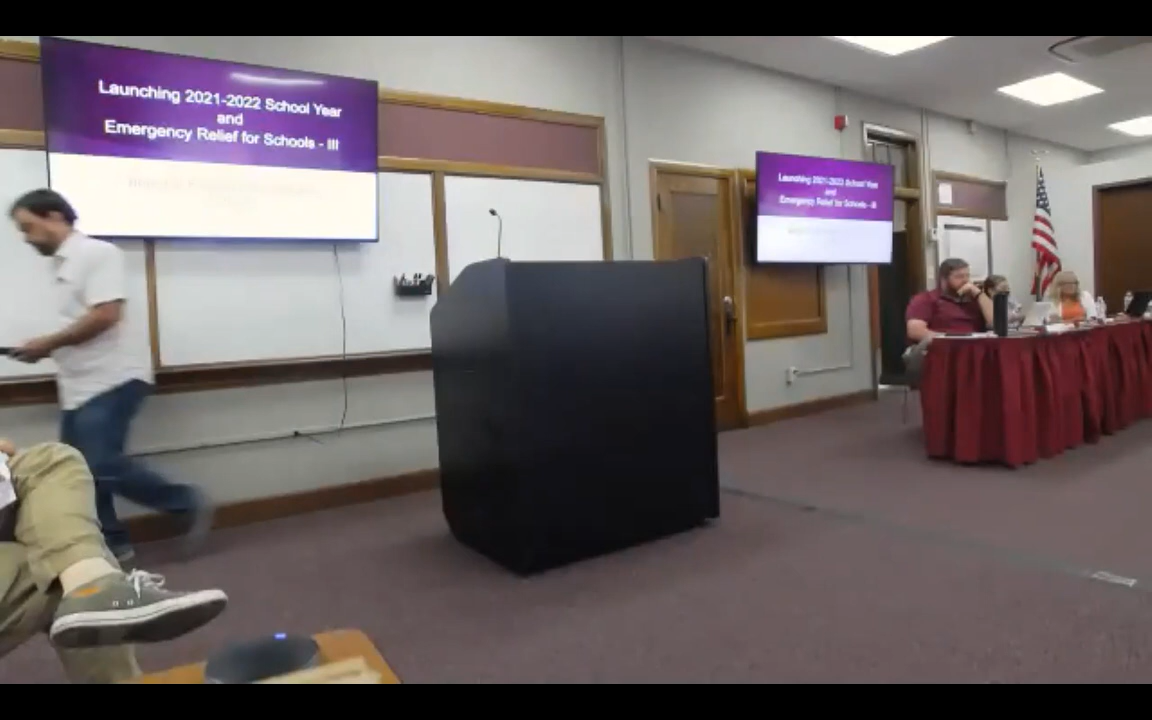 Launching 2021-2022 School Year
and
Emergency Relief for Schools - III
Launching 2021-2022 School Year
and
Emergency Relief for Schools - III